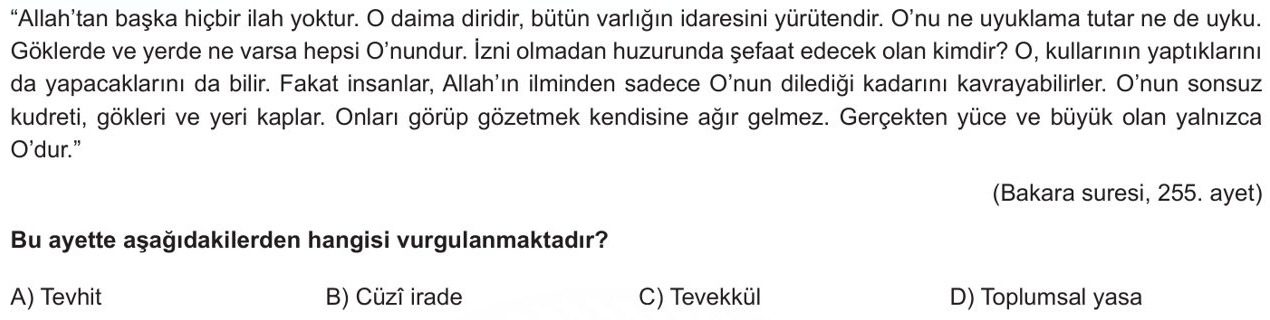 “Allah’tan başka hiçbir ilah yoktur. O daima diridir, bütün varlığın idaresini yürütendir. O’nu ne uyuklama tutar ne de uyku.
Göklerde ve yerde ne varsa hepsi O’nundur. İzni olmadan huzurunda şefaat edecek olan kimdir? O, kullarının yaptıklarını
da yapacaklarını da bilir. Fakat insanlar, Allah’ın ilminden sadece O’nun dilediği kadarını kavrayabilirler. O’nun sonsuz
kudreti, gökleri ve yeri kaplar. Onları görüp gözetmek kendisine ağır gelmez. Gerçekten yüce ve büyük olan yalnızca
O’dur.”
(Bakara suresi, 255. ayet)
Bu ayette aşağıdakilerden hangisi vurgulanmaktadır?
A) Tevhit B) Cüzî irade C) Tevekkül D) Toplumsal yasa